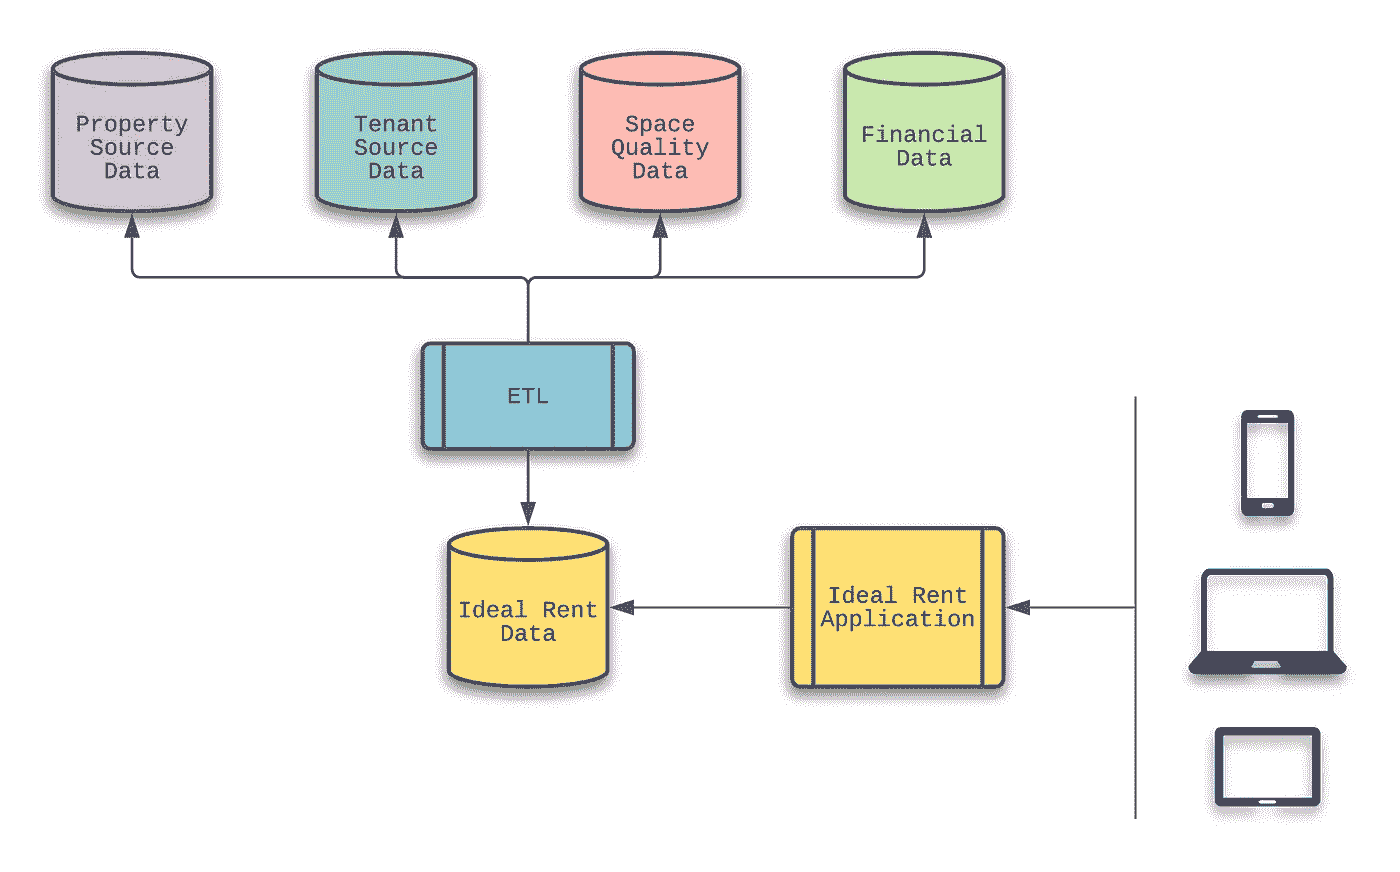 Property
Source
Data
Tenant
Source
Data
Space
Quality
Data
Financial
Data
ETL
Ideal Rent
Data
Ideal Rent
Application